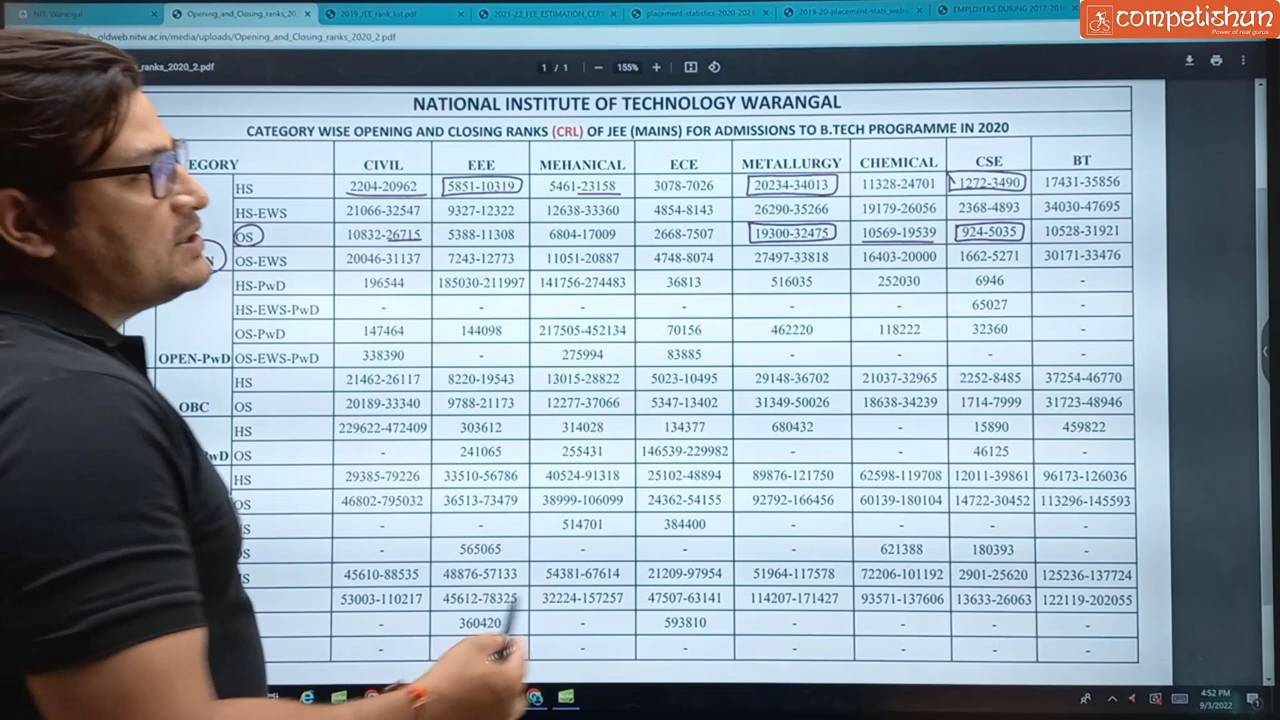 NIT, Warangal
Opening_and_Closing_ranks_20
2019_JEE_rank_list.pdf
2021-22_FEE_ESTIMATION_CERT
placement-statistics-2020-2021
2019-20-placement-stats_web
EMPLOYERS DURING 2017-201
competishun
Power of real gurus
oldweb.nitw.ac.in/media/uploads/Opening_and_Closing_ranks_2020_2.pdf
_ranks_2020_2.pdf
1 / 1
155%
NATIONAL INSTITUTE OF TECHNOLOGY WARANGAL
CATEGORY WISE OPENING AND CLOSING RANKS (CRL) OF JEE (MAINS) FOR ADMISSIONS TO B.TECH PROGRAMME IN 2020
EGORY CIVIL EEE MEHANICAL ECE METALLURGY CHEMICAL CSE BT
HS 2204-20962 5851-10319 5461-23158 3078-7026 20234-34013 11328-24701 1272-3490 17431-35856
HS-EWS 21066-32547 9327-12322 12638-33360 4854-8143 26290-35266 19179-26056 2368-4893 34030-47695
OS 10832-26715 5388-11308 6804-17009 2668-7507 19300-32475 10569-19539 924-5035 10528-31921
N OS-EWS 20046-31137 7243-12773 11051-20887 4748-8074 27497-33818 16403-20000 1662-5271 30171-33476
HS-PwD 196544 185030-211997 141756-274483 36813 516035 252030 6946 -
HS-EWS-PwD - - - - - - 65027
OS-PwD 147464 144098 217505-452134 70156 462220 118222 32360 -
OPEN-PwD OS-EWS-PwD 338390 - 275994 83885 - - - -
HS 21462-26117 8220-19543 13015-28822 5023-10495 29148-36702 21037-32965 2252-8485 37254-46770
OBC OS 20189-33340 9788-21173 12277-37066 5347-13402 31349-50026 18638-34239 1714-7999 31723-48946
HS 229622-472409 303612 314028 134377 680432 - 15890 459822
wD OS - 241065 255431 146539-229982 - - 46125
HS 29385-79226 33510-56786 40524-91318 25102-48894 89876-121750 62598-119708 12011-39861 96173-126036
OS 46802-795032 36513-73479 38999-106099 24362-54155 92792-166456 60139-180104 14722-30452 113296-145593
S - - 514701 384400 - - - -
S - 565065 - - - 621388 180393 -
S 45610-88535 48876-57133 54381-67614 21209-97954 51964-117578 72206-101192 2901-25620 125236-137724
53003-110217 45612-78325 32224-157257 47507-63141 114207-171427 93571-137606 13633-26063 122119-202055
- 360420 - 593810 - - - -
- - - - - - - -
4:52 PM
9/3/2022